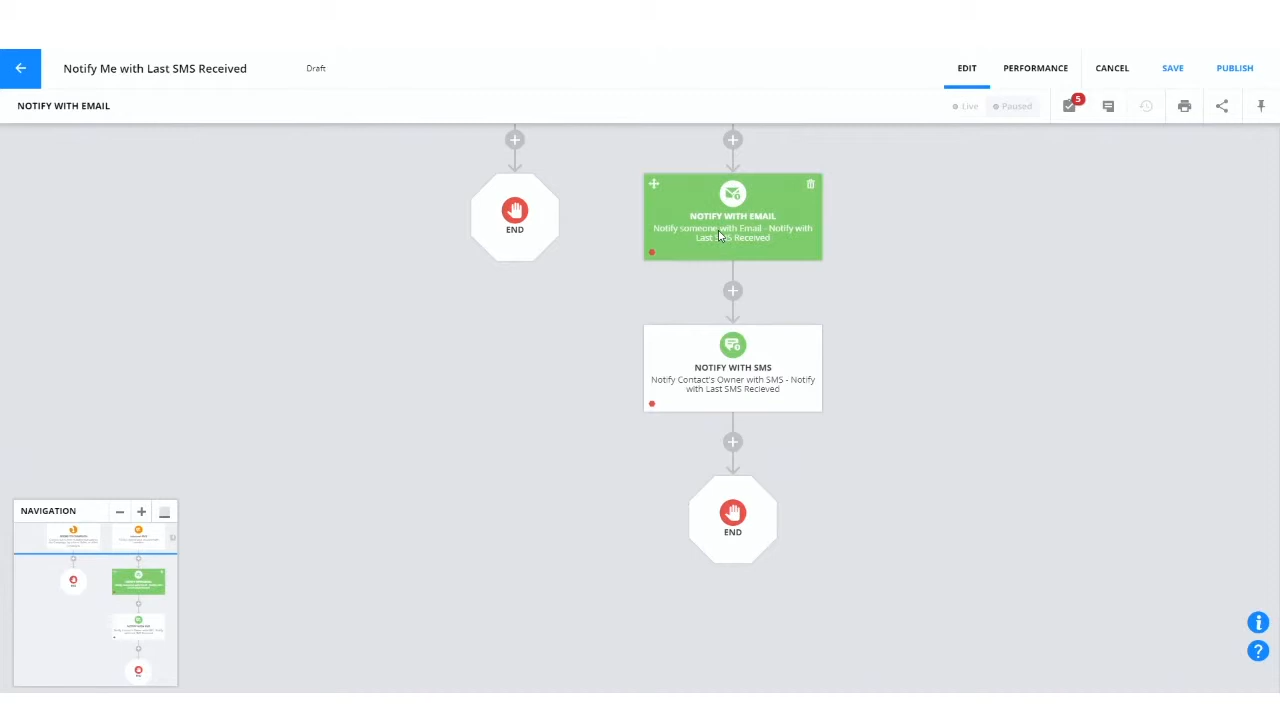 Notify Me with Last SMS Received
Draft
EDIT
PERFORMANCE
CANCEL
SAVE
PUBLISH
NOTIFY WITH EMAIL
Live
Paused
5
END
NOTIFY WITH EMAIL
Notify someone with Email - Notify with
Last SMS Received
NOTIFY WITH SMS
Notify Contact's Owner with SMS - Notify
with Last SMS Recieved
END
NAVIGATION